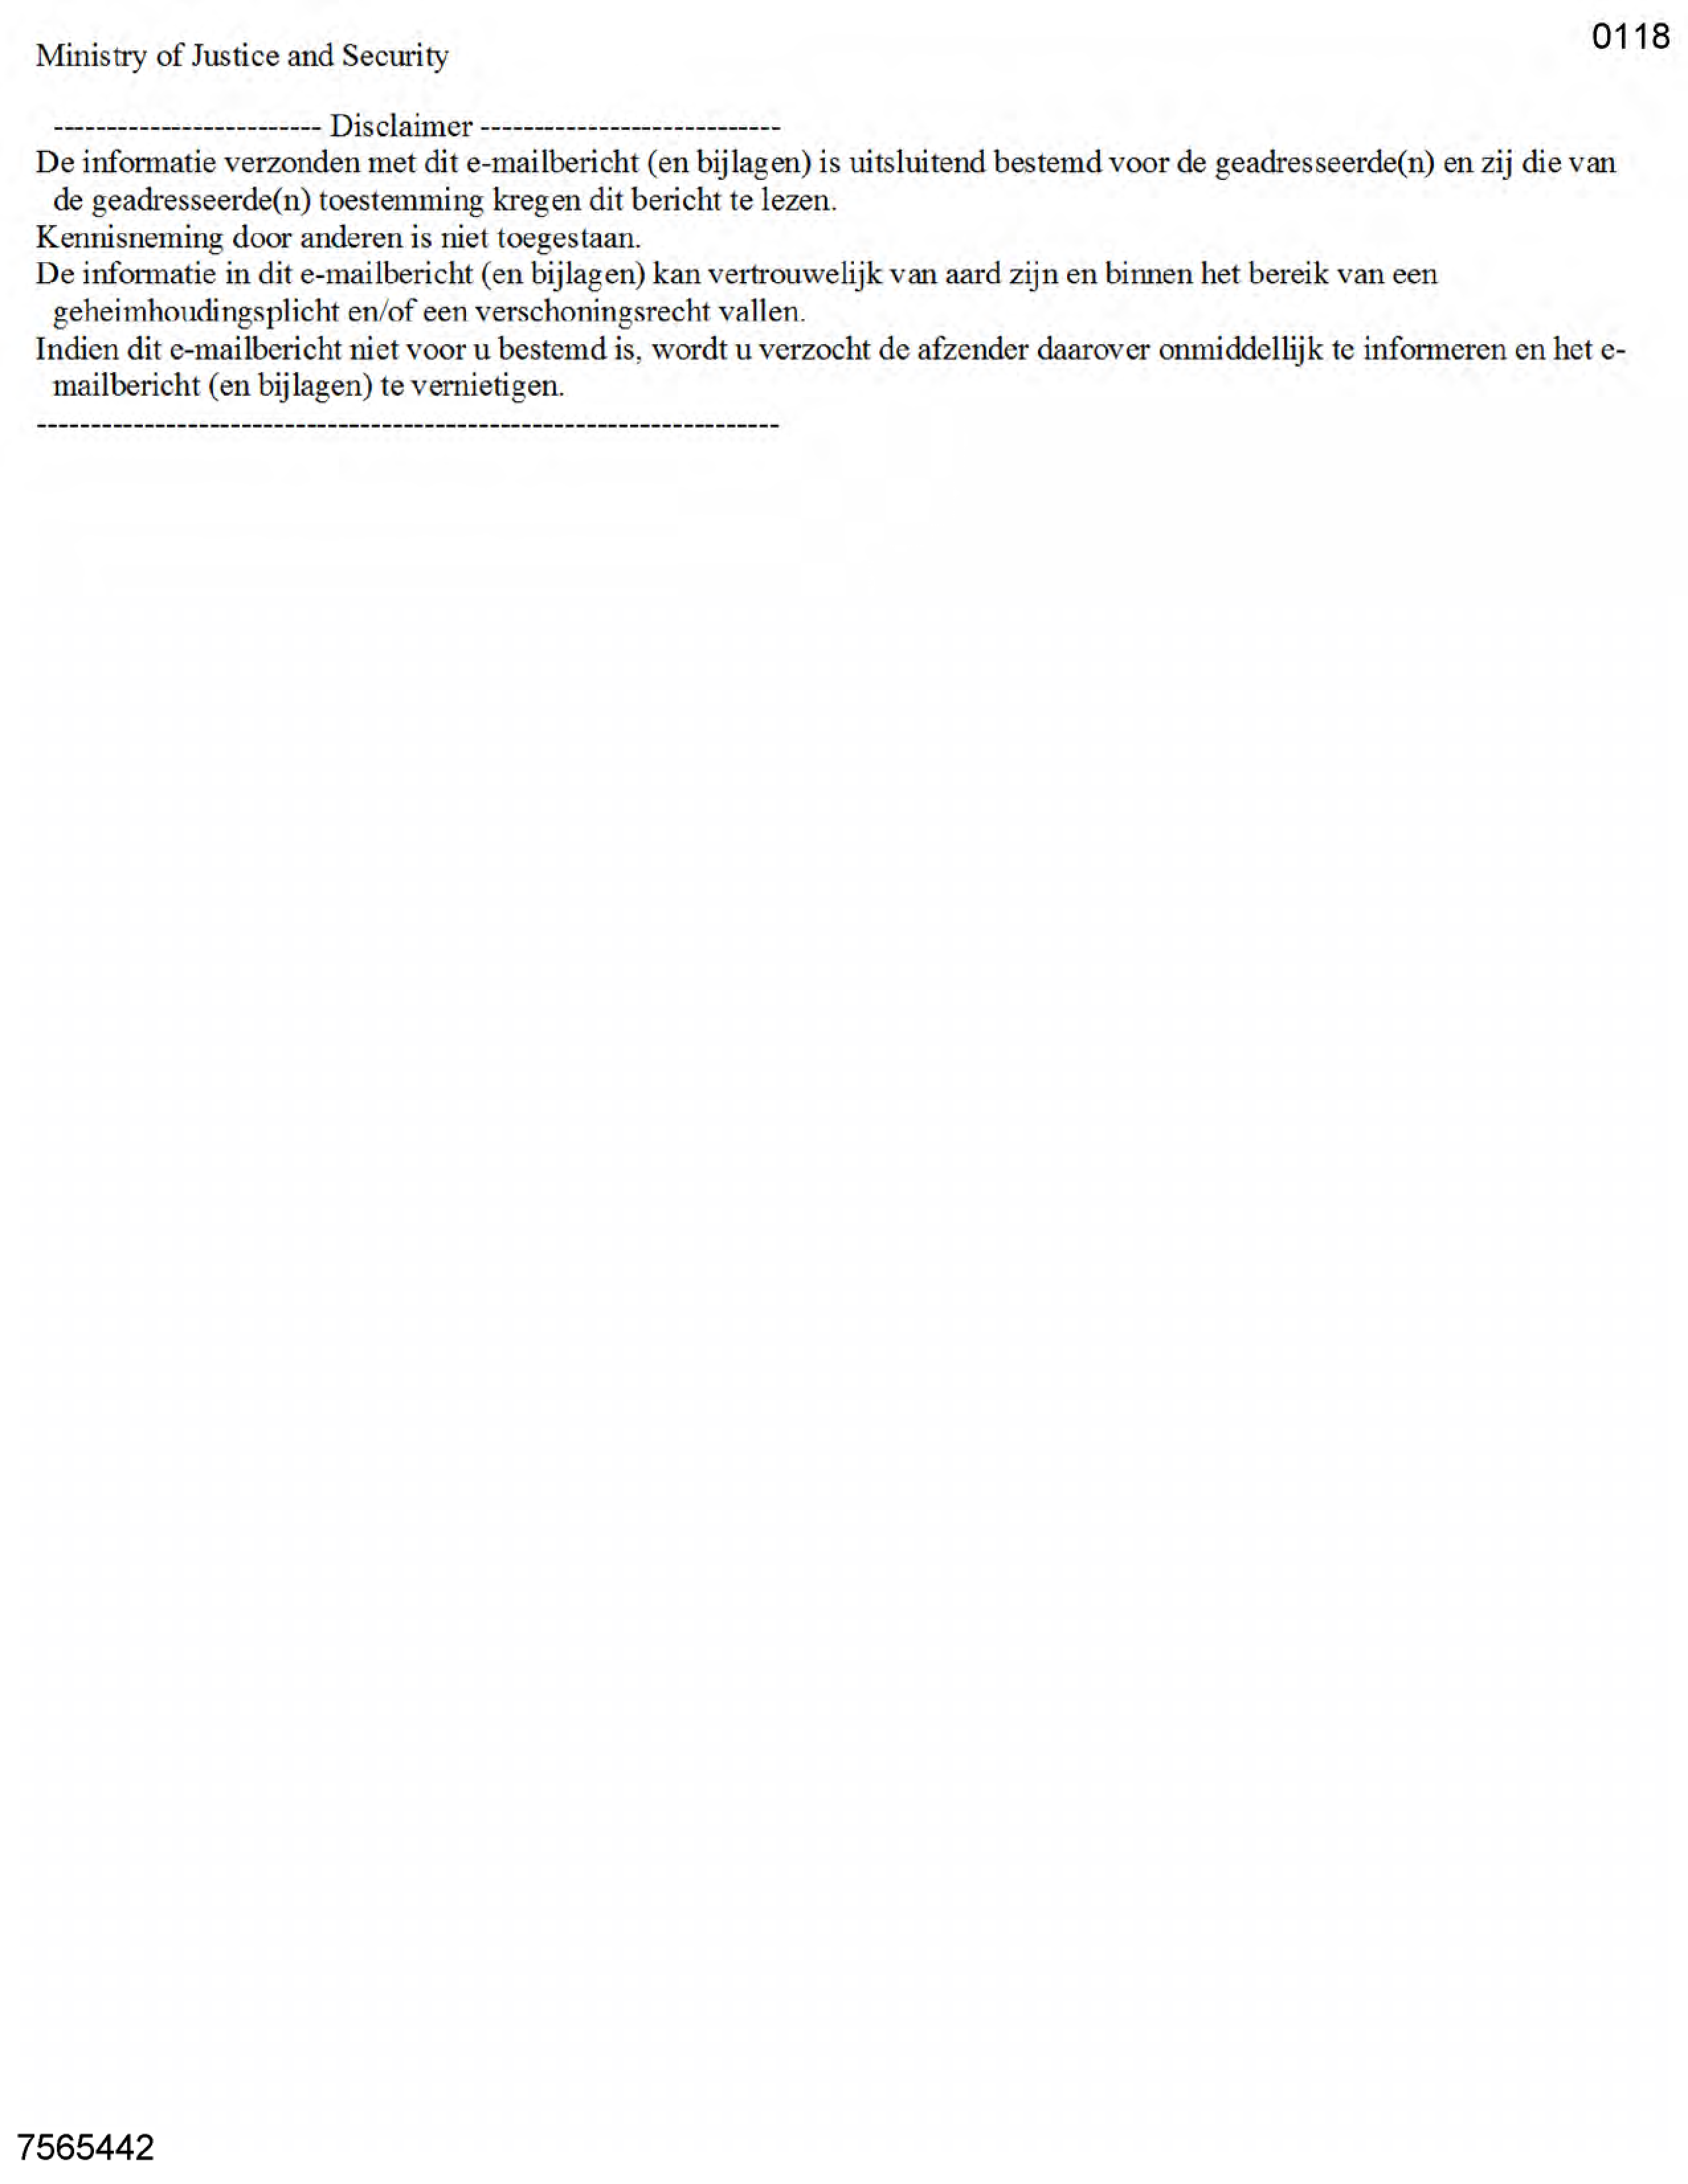 0118
Ministry of Justice and Security
------------------------- Disclaimer ----------------------------
De informatie verzonden met dit e-mailbericht (en bijlagen) is uitsluitend bestemd voor de geadresseerde(n) en zij die van
de geadresseerde(n) toestemming kregen dit bericht te lezen.
Kennisneming door anderen is niet toegestaan.
De informatie in dit e-mailbericht (en bijlagen) kan vertrouwelijk van aard zijn en binnen het bereik van een
geheimhoudingsplicht en/of een verschoningsrecht vallen.
Indien dit e-mailbericht niet voor u bestemd is, wordt u verzocht de afzender daarover onmiddellijk te informeren en het e-
mailbericht (en bijlagen) te vernietigen.
---------------------------------------------------------------------
7565442